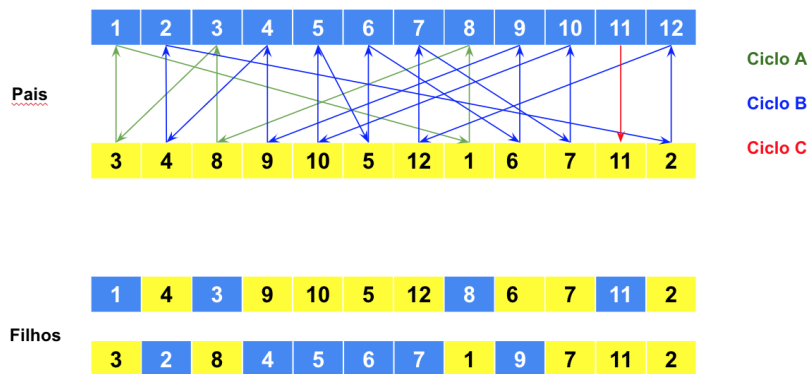 1 2 3 4 5 6 7 8 9 10 11 12
Ciclo A
Pais
Ciclo B
Ciclo C
3 4 8 9 10 5 12 1 6 7 11 2
1 4 3 9 10 5 12 8 6 7 11 2
Filhos
3 2 8 4 5 6 7 1 9 7 11 2